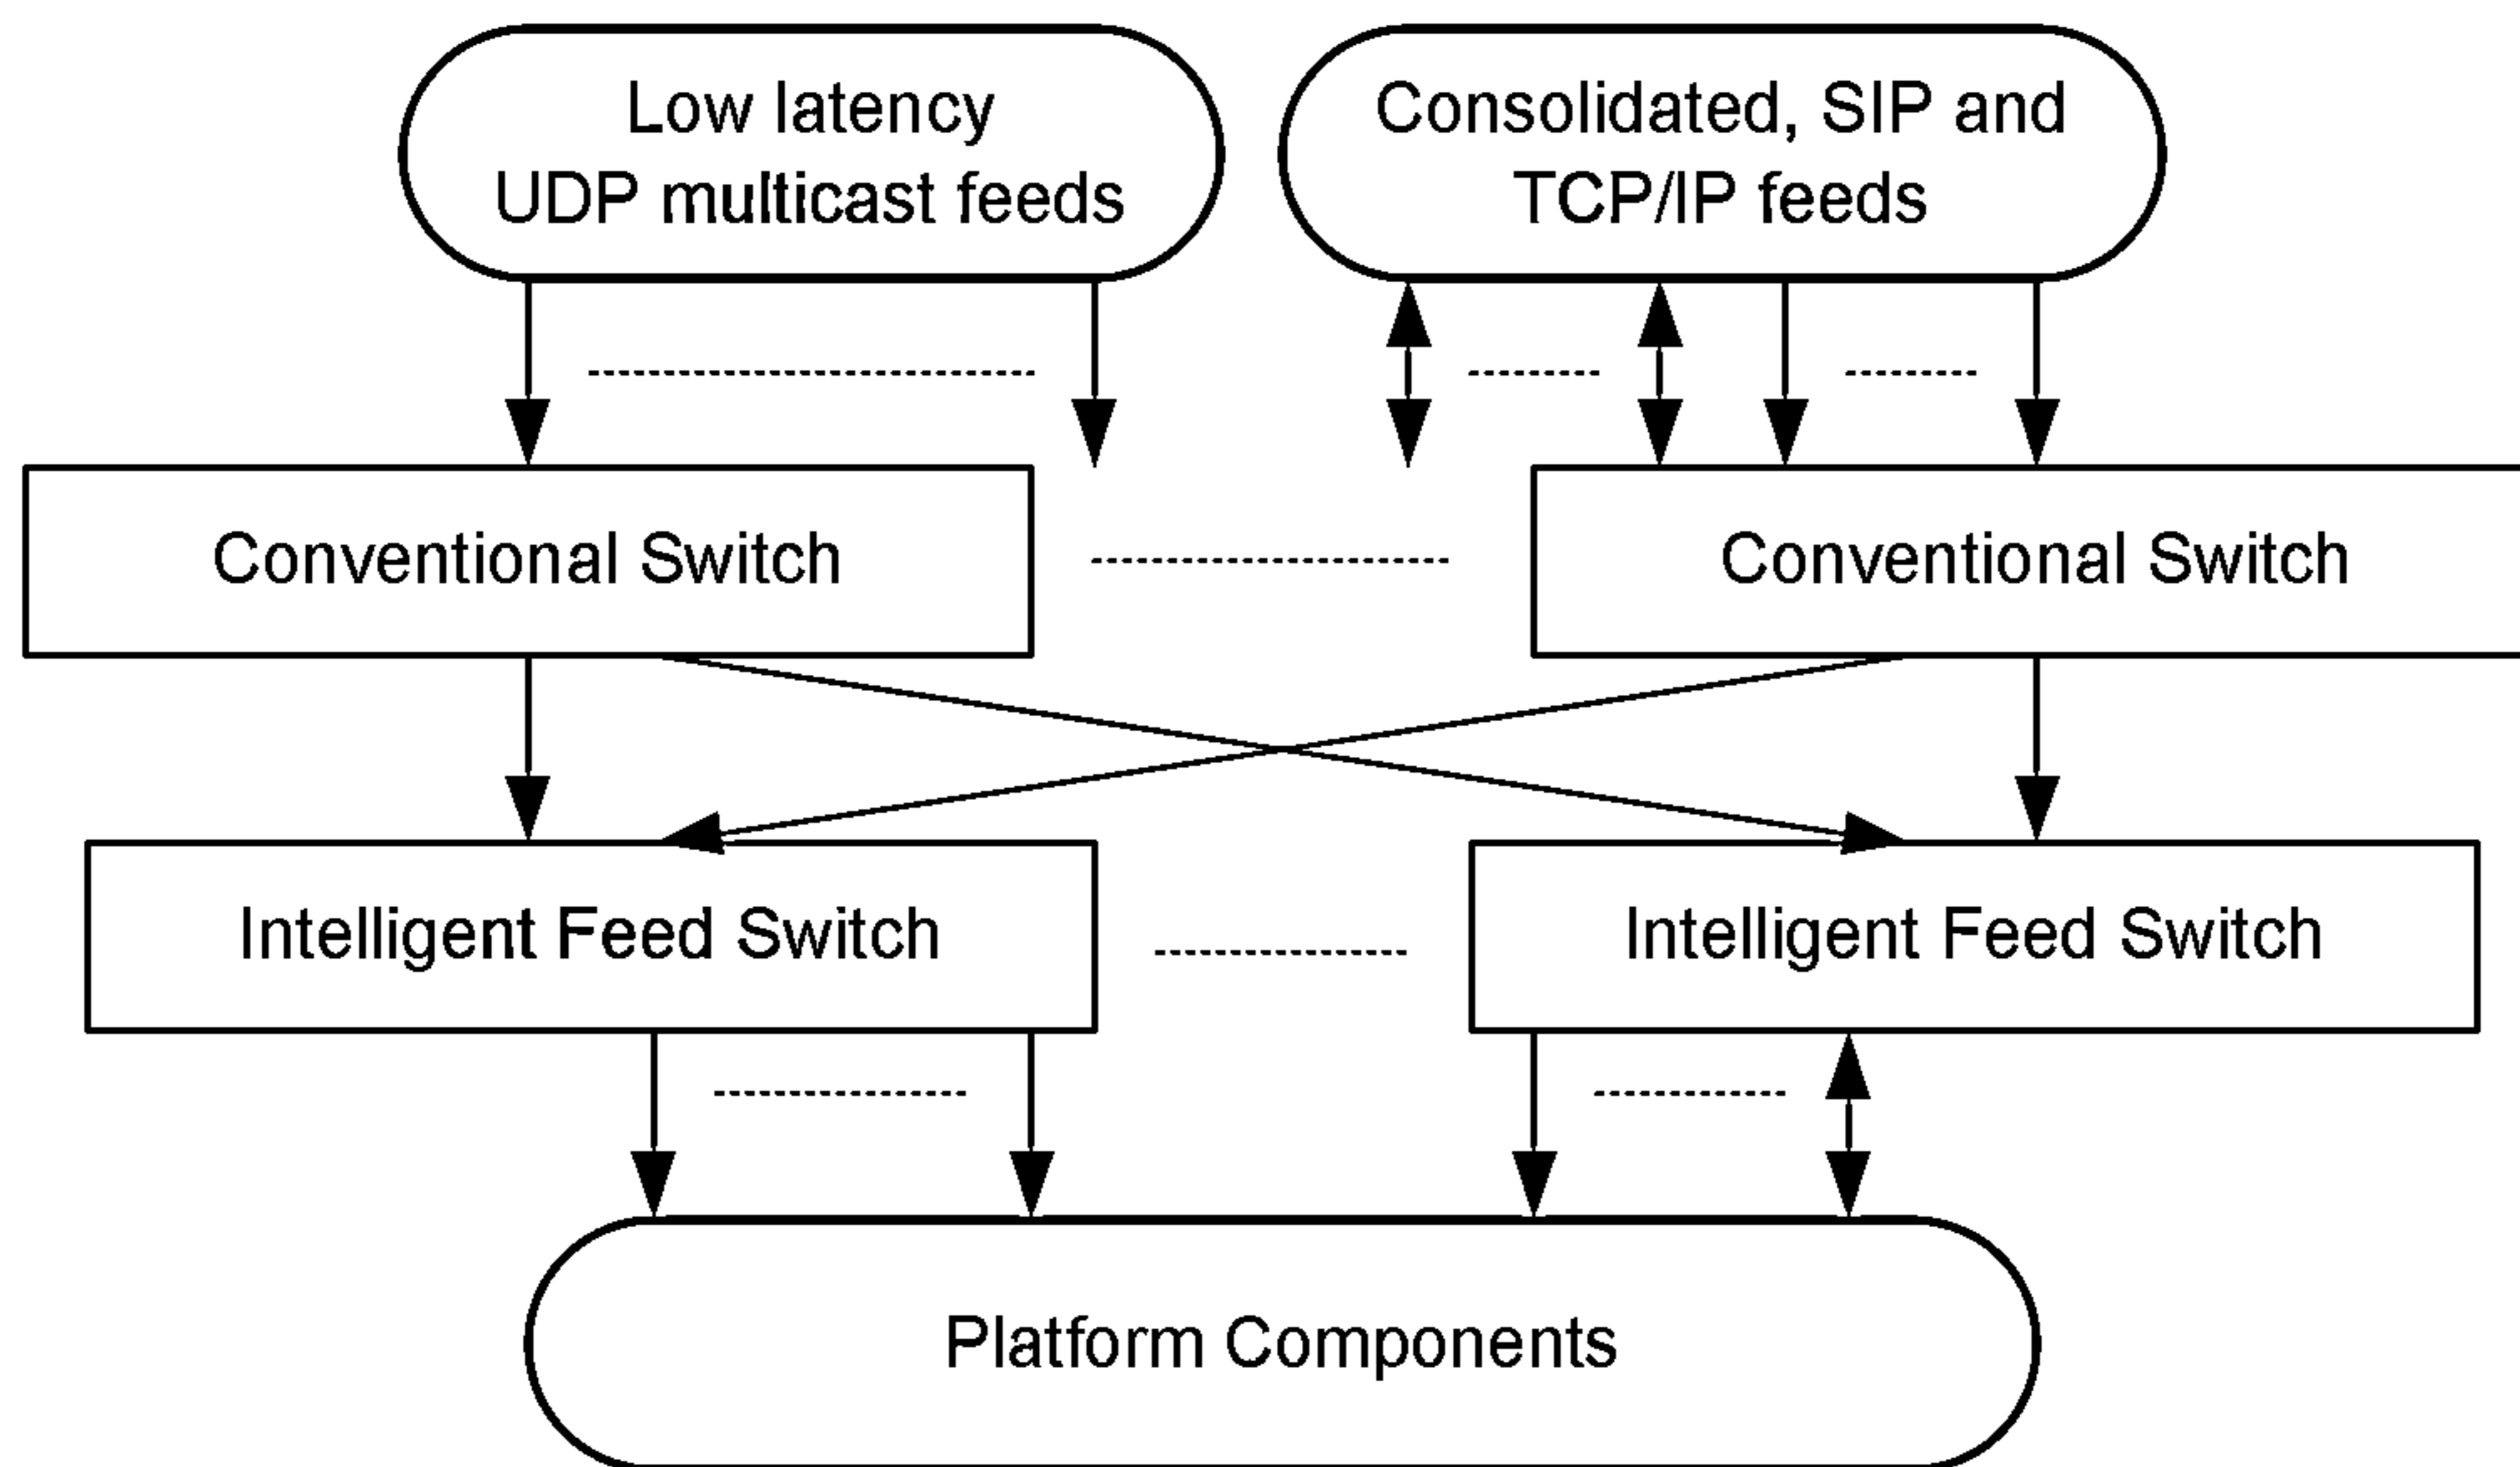 Low latency
UDP multicast feeds
Consolidated, SIP and
TCP/IP feeds
Conventional Switch
Conventional Switch
Intelligent Feed Switch
Intelligent Feed Switch
Platform Components